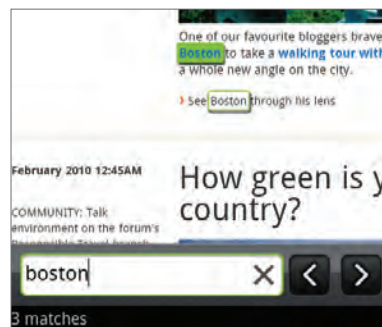 One of our favourite bloggers brave
Boston to take a walking tour with
a whole new angle on the city.
› See Boston through his lens
February 2010 12:45AM
How green is y
country?
COMMUNITY: Talk
environment on the forum's
boston
3 matches